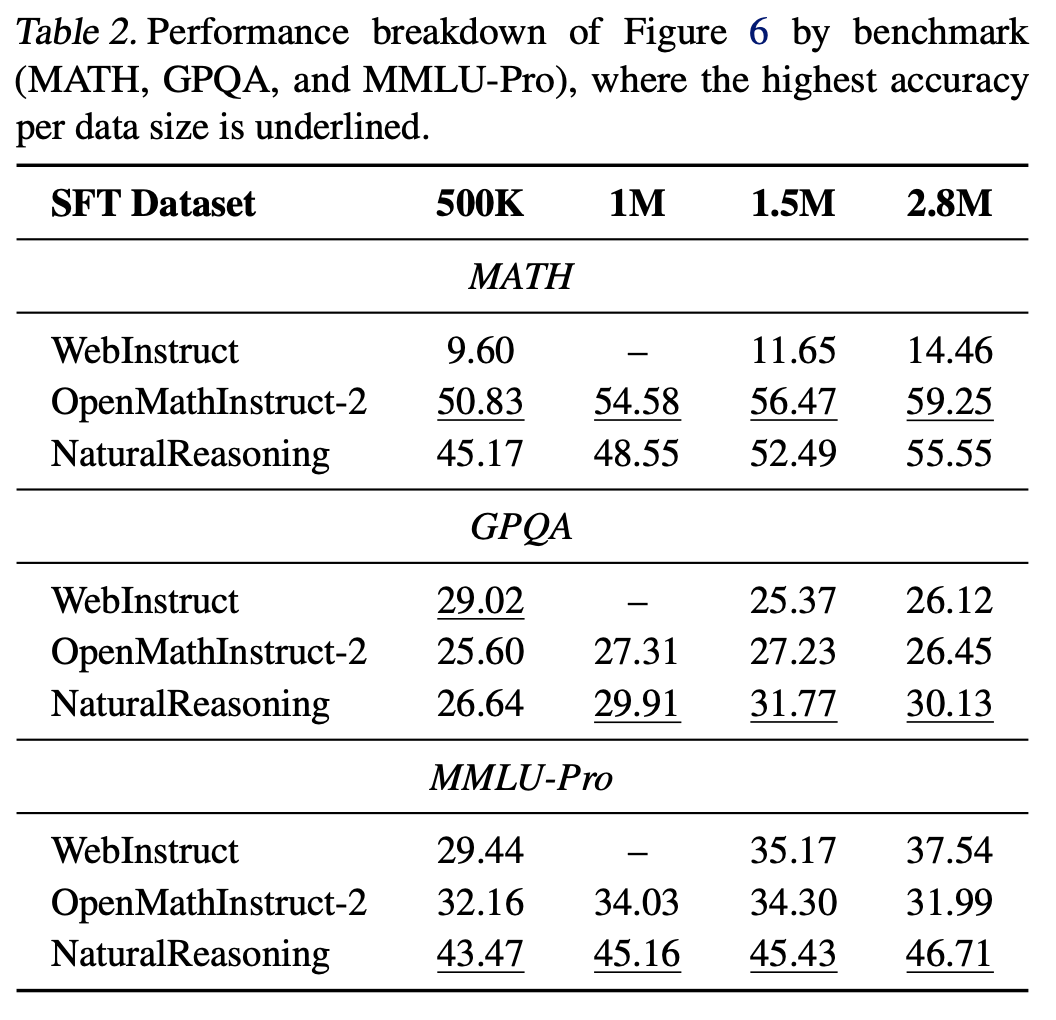 Table 2. Performance breakdown of Figure 6 by benchmark
(MATH, GPQA, and MMLU-Pro), where the highest accuracy
per data size is underlined.
SFT Dataset 500K 1M 1.5M 2.8M
MATH
WebInstruct 9.60 – 11.65 14.46
OpenMathInstruct-2 50.83 54.58 56.47 59.25
NaturalReasoning 45.17 48.55 52.49 55.55
GPQA
WebInstruct 29.02 – 25.37 26.12
OpenMathInstruct-2 25.60 27.31 27.23 26.45
NaturalReasoning 26.64 29.91 31.77 30.13
MMLU-Pro
WebInstruct 29.44 – 35.17 37.54
OpenMathInstruct-2 32.16 34.03 34.30 31.99
NaturalReasoning 43.47 45.16 45.43 46.71